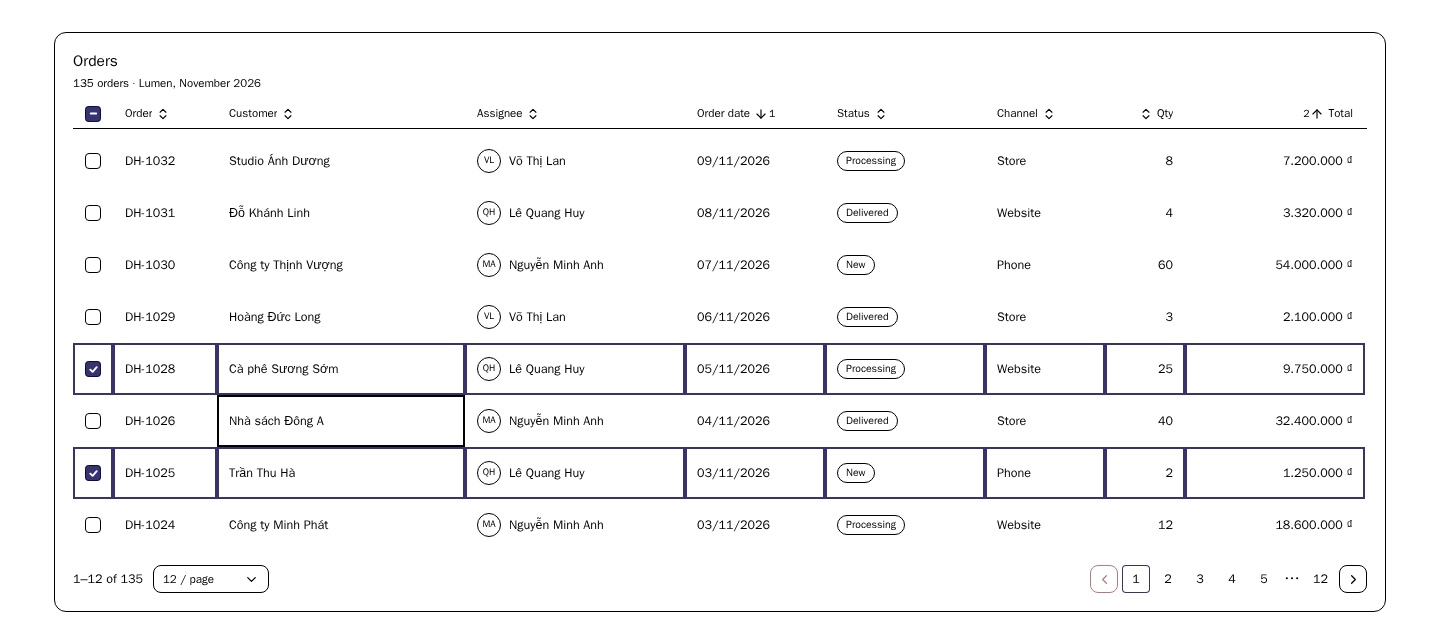 Orders
135 orders · Lumen, November 2026
Order Customer Assignee Order date 1 Status Channel Qty 2 Total
DH-1032 Studio Ánh Dương VL Võ Thị Lan 09/11/2026 Processing Store 8 7.200.000 ₫
DH-1031 Đỗ Khánh Linh QH Lê Quang Huy 08/11/2026 Delivered Website 4 3.320.000 ₫
DH-1030 Công ty Thịnh Vượng MA Nguyễn Minh Anh 07/11/2026 New Phone 60 54.000.000 ₫
DH-1029 Hoàng Đức Long VL Võ Thị Lan 06/11/2026 Delivered Store 3 2.100.000 ₫
DH-1028 Cà phê Sương Sớm QH Lê Quang Huy 05/11/2026 Processing Website 25 9.750.000 ₫
DH-1026 Nhà sách Đông A MA Nguyễn Minh Anh 04/11/2026 Delivered Store 40 32.400.000 ₫
DH-1025 Trần Thu Hà QH Lê Quang Huy 03/11/2026 New Phone 2 1.250.000 ₫
DH-1024 Công ty Minh Phát MA Nguyễn Minh Anh 03/11/2026 Processing Website 12 18.600.000 ₫
1–12 of 135 12 / page 1 2 3 4 5 ··· 12